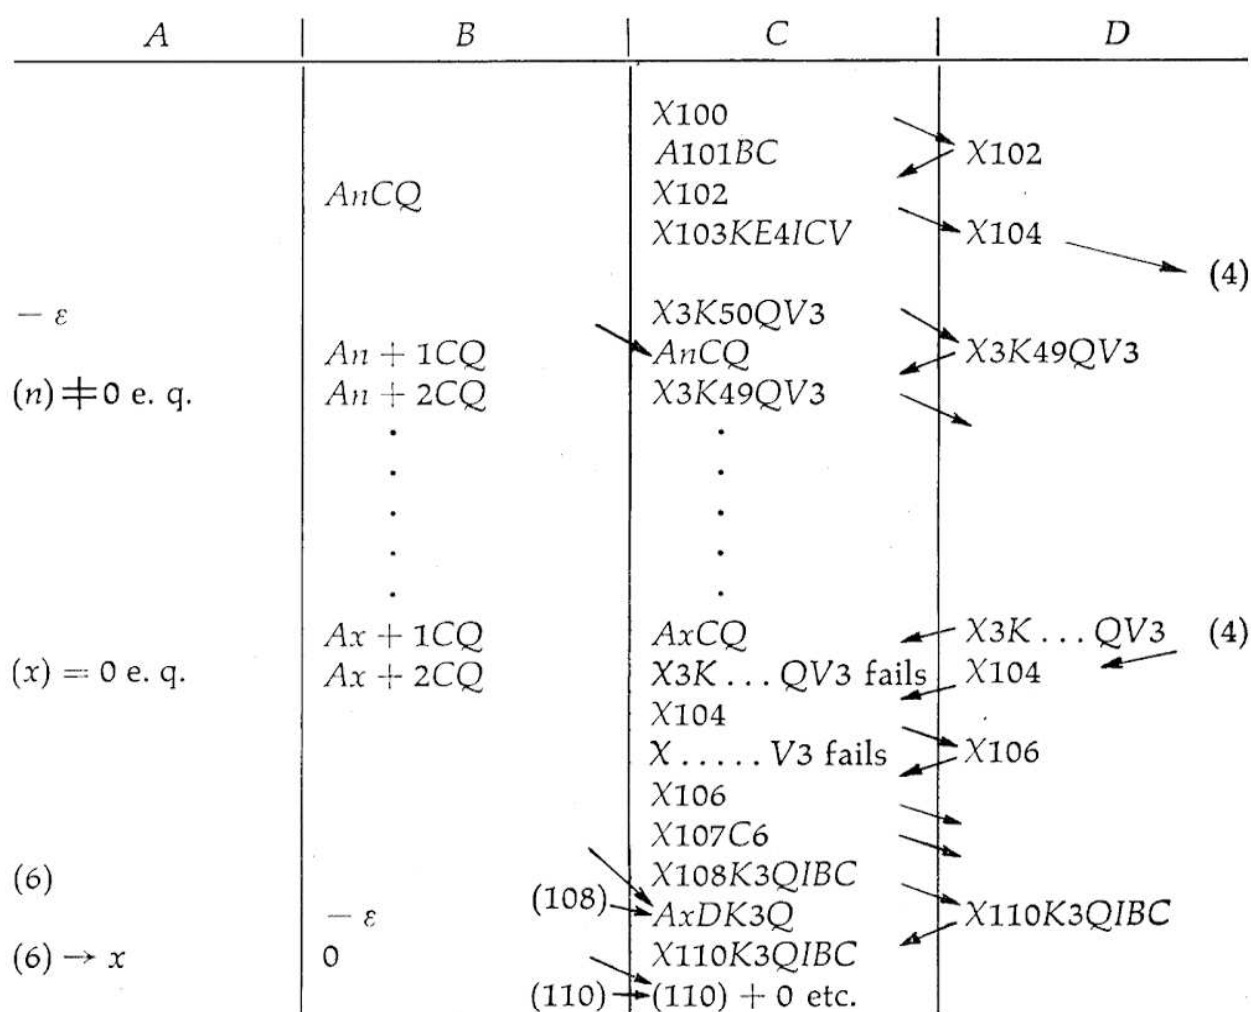 A B C D
X100
A101BC X102
AnCQ X102
X103KE4ICV X104
(4)
− ε X3K50QV3
An + 1CQ AnCQ X3K49QV3
(n) ≠ 0 e. q. An + 2CQ X3K49QV3
. .
. .
. .
. .
. .
Ax + 1CQ AxCQ X3K . . . QV3 (4)
(x) = 0 e. q. Ax + 2CQ X3K . . . QV3 fails X104
X104
X . . . . . V3 fails X106
X106
X107C6
(6) X108K3QIBC
− ε (108) AxDK3Q X110K3QIBC
(6) → x 0 X110K3QIBC
(110) (110) + 0 etc.